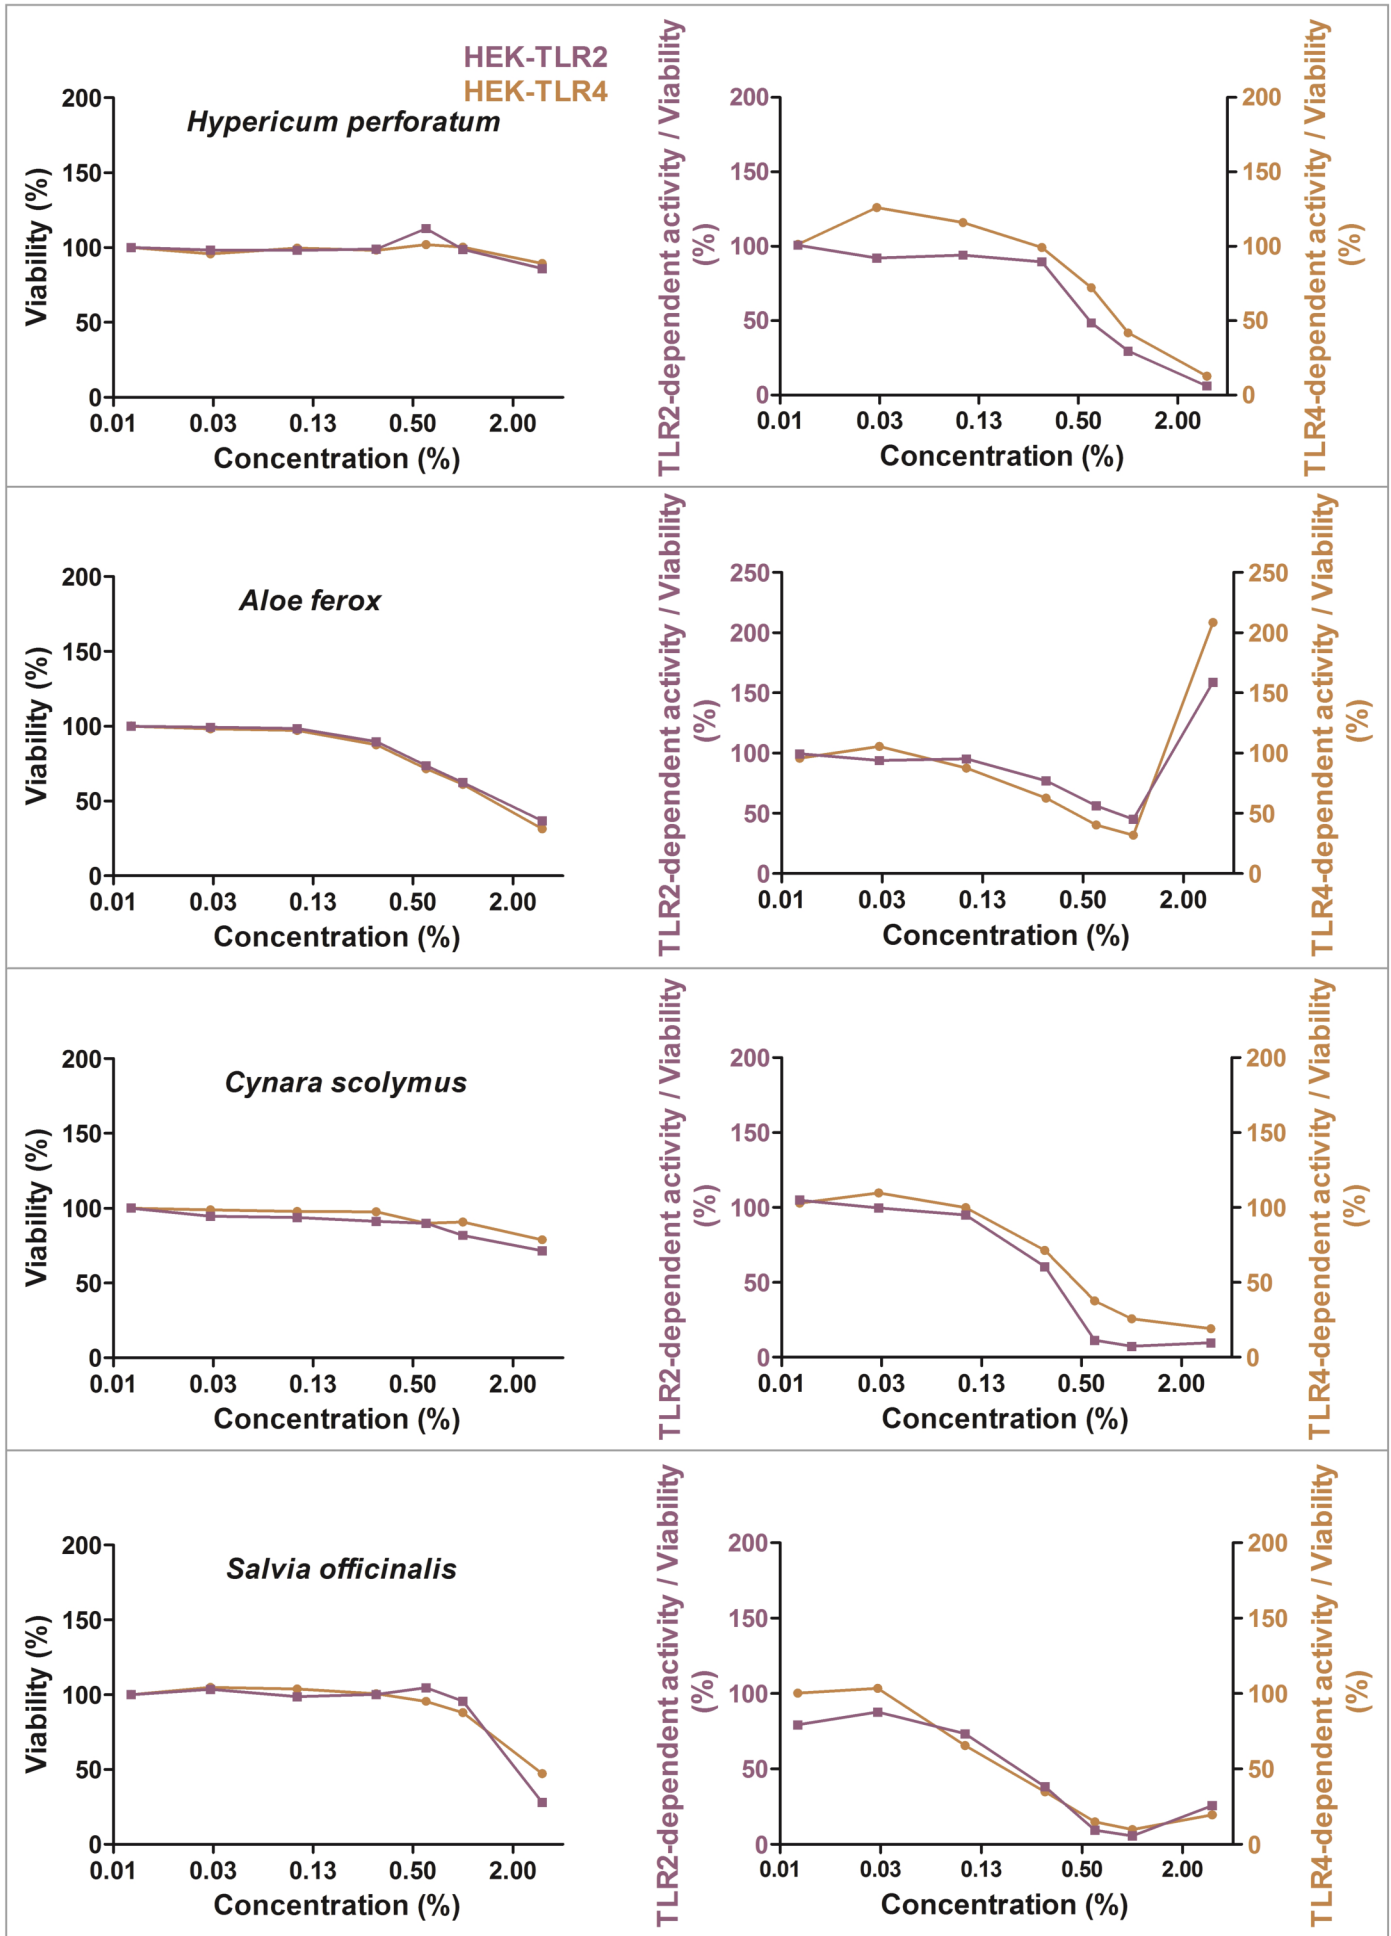 HEK-TLR2
HEK-TLR4
Hypericum perforatum
Viability (%)
200
150
100
50
0
0.01 0.03 0.13 0.50 2.00
Concentration (%)
TLR2-dependent activity / Viability
(%)
200
150
100
50
0
0.01 0.03 0.13 0.50 2.00
Concentration (%)
200
150
100
50
0
TLR4-dependent activity / Viability
(%)
Aloe ferox
Viability (%)
200
150
100
50
0
0.01 0.03 0.13 0.50 2.00
Concentration (%)
TLR2-dependent activity / Viability
(%)
250
200
150
100
50
0
0.01 0.03 0.13 0.50 2.00
Concentration (%)
250
200
150
100
50
0
TLR4-dependent activity / Viability
(%)
Cynara scolymus
Viability (%)
200
150
100
50
0
0.01 0.03 0.13 0.50 2.00
Concentration (%)
TLR2-dependent activity / Viability
(%)
200
150
100
50
0
0.01 0.03 0.13 0.50 2.00
Concentration (%)
200
150
100
50
0
TLR4-dependent activity / Viability
(%)
Salvia officinalis
Viability (%)
200
150
100
50
0
0.01 0.03 0.13 0.50 2.00
Concentration (%)
TLR2-dependent activity / Viability
(%)
200
150
100
50
0
0.01 0.03 0.13 0.50 2.00
Concentration (%)
200
150
100
50
0
TLR4-dependent activity / Viability
(%)